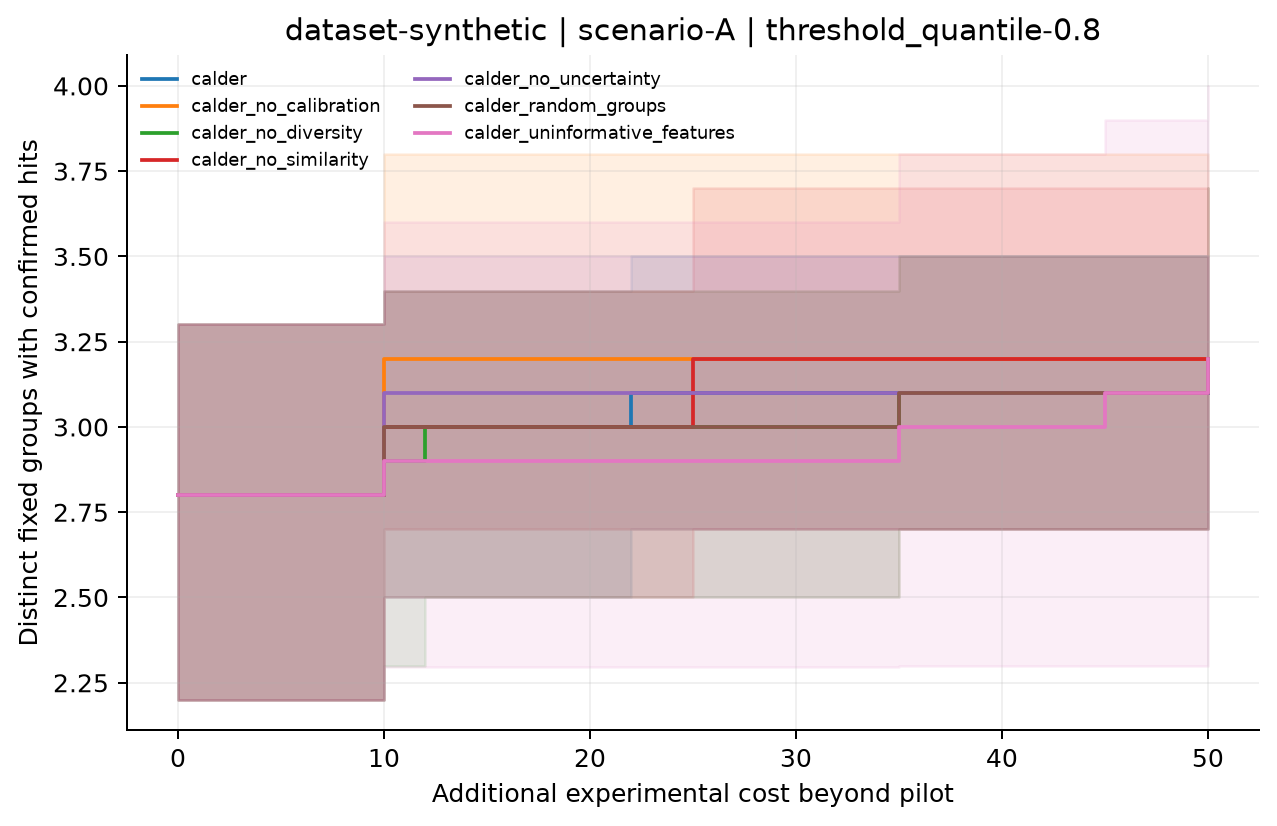 dataset-synthetic | scenario-A | threshold_quantile-0.8
calder
calder_no_calibration
calder_no_diversity
calder_no_similarity
calder_no_uncertainty
calder_random_groups
calder_uninformative_features
Distinct fixed groups with confirmed hits
4.00
3.75
3.50
3.25
3.00
2.75
2.50
2.25
0 10 20 30 40 50
Additional experimental cost beyond pilot